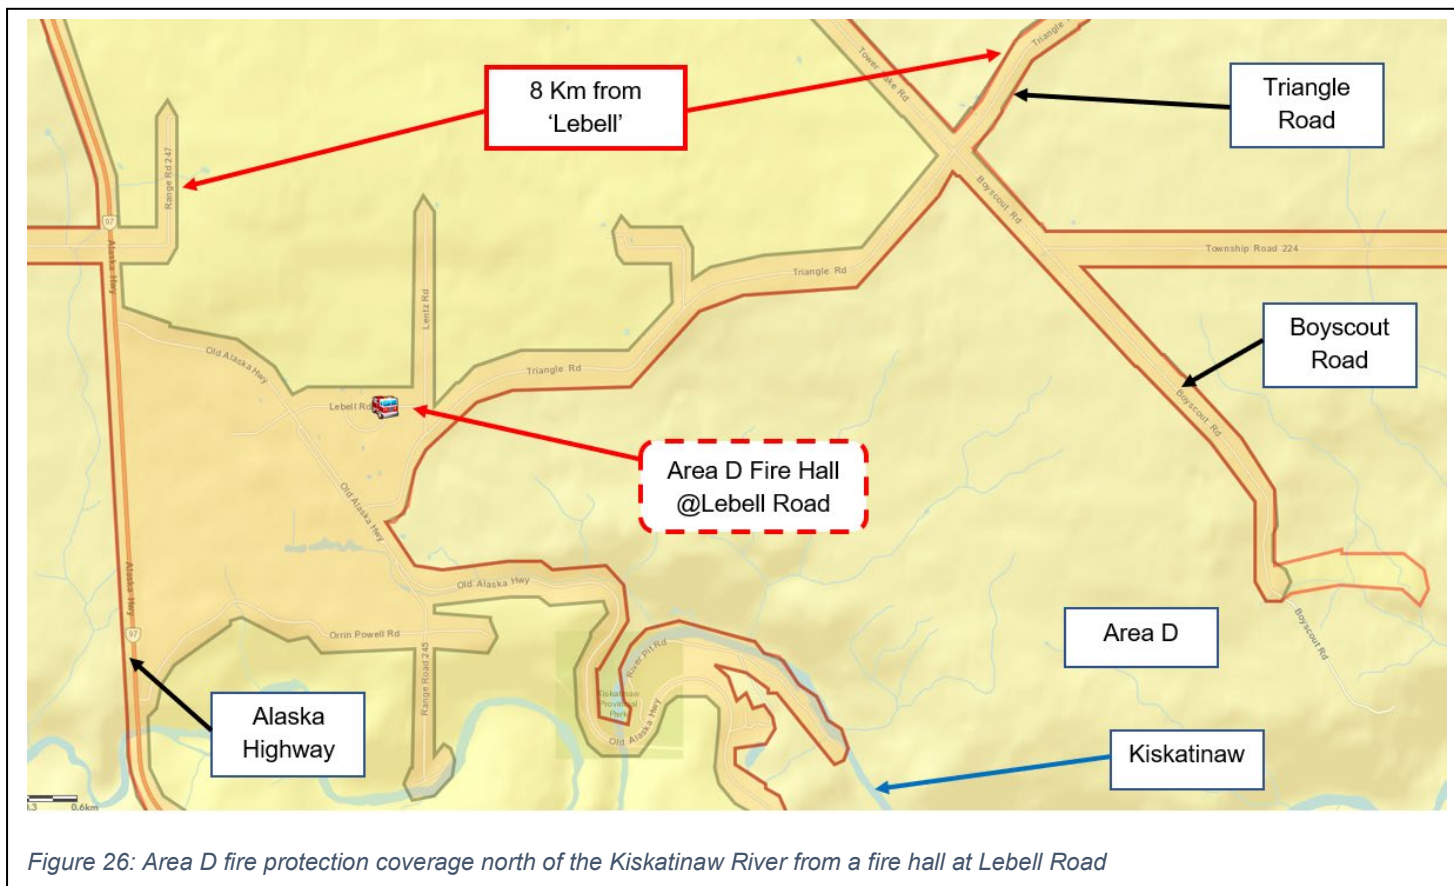 8 Km from
‘Lebell’
Triangle
Road
Triangle
Tower Lake Rd
Range Rd 247
97
Alaska Hwy
Boyscout Rd
Township Road 224
Lentz Rd
Triangle Rd
Boyscout
Road
Old Alaska Hwy
Triangle Rd
Lebell Rd
Boyscout Rd
Area D Fire Hall
@Lebell Road
Old Alaska Hwy
Alaska Hwy
Old Alaska Hwy
97
Orrin Powell Rd
Area D
Boyscout Rd
River Pit Rd
Range Road 245
Kiskatinaw
Provincial
Park
Old Alaska Hwy
Alaska
Highway
Kiskatinaw
0.6km
Figure 26: Area D fire protection coverage north of the Kiskatinaw River from a fire hall at Lebell Road